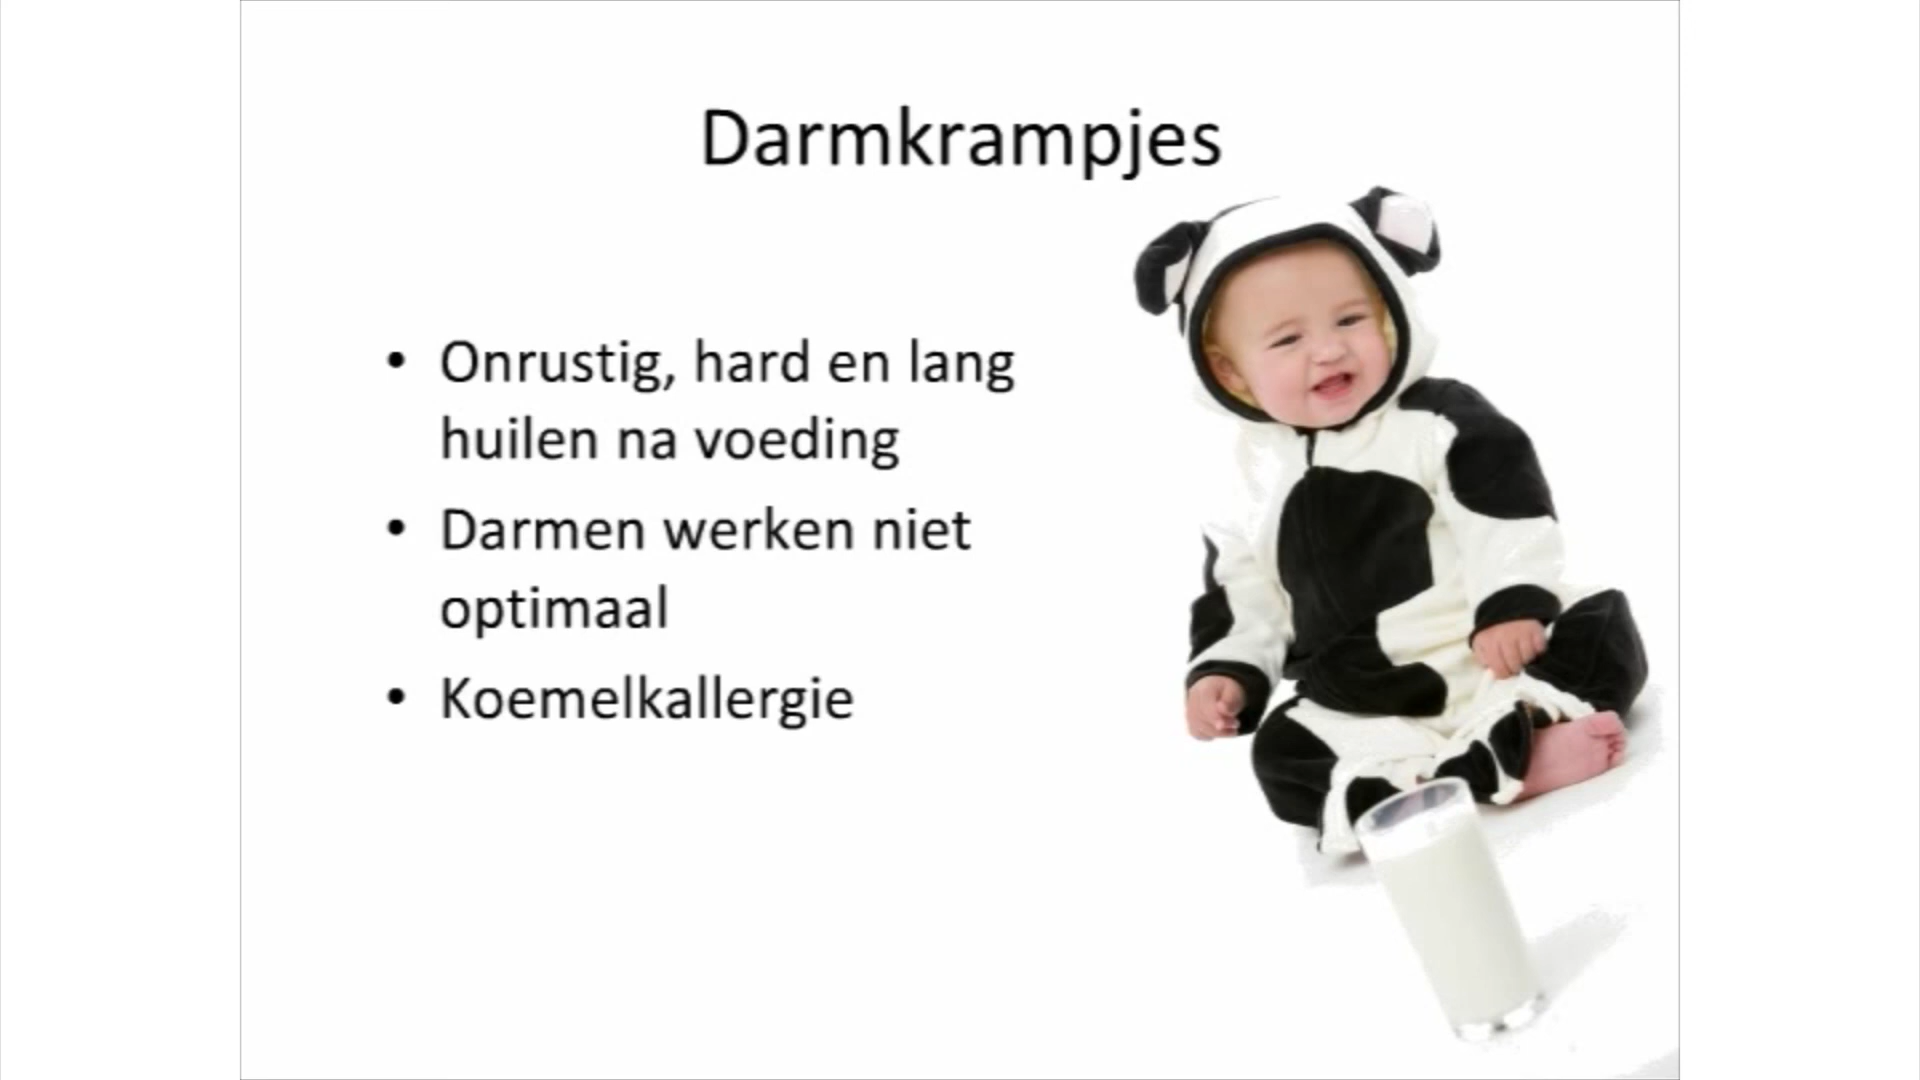 Darmkrampjes
• Onrustig, hard en lang
huilen na voeding
• Darmen werken niet
optimaal
• Koemelkallergie